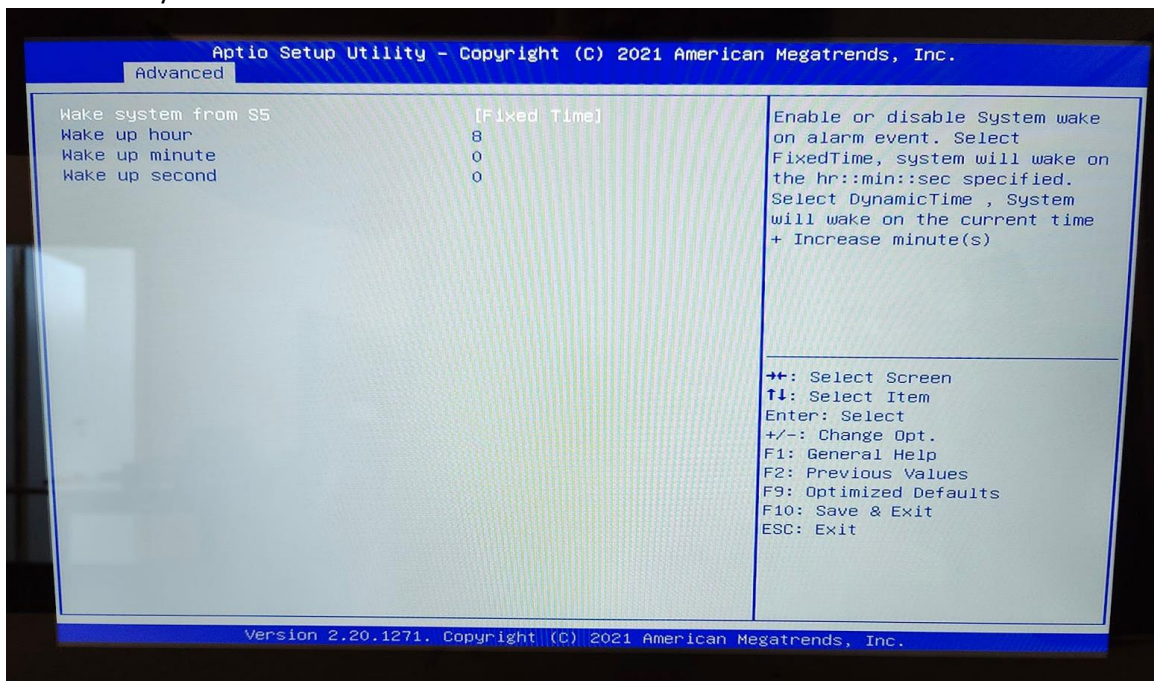 Aptio Setup Utility – Copyright (C) 2021 American Megatrends, Inc.
Advanced
Wake system from S5 [Fixed Time]
Wake up hour 8
Wake up minute 0
Wake up second 0
Enable or disable System wake
on alarm event. Select
FixedTime, system will wake on
the hr::min::sec specified.
Select DynamicTime , System
will wake on the current time
+ Increase minute(s)
→←: Select Screen
↑↓: Select Item
Enter: Select
+/-: Change Opt.
F1: General Help
F2: Previous Values
F9: Optimized Defaults
F10: Save & Exit
ESC: Exit
Version 2.20.1271. Copyright (C) 2021 American Megatrends, Inc.